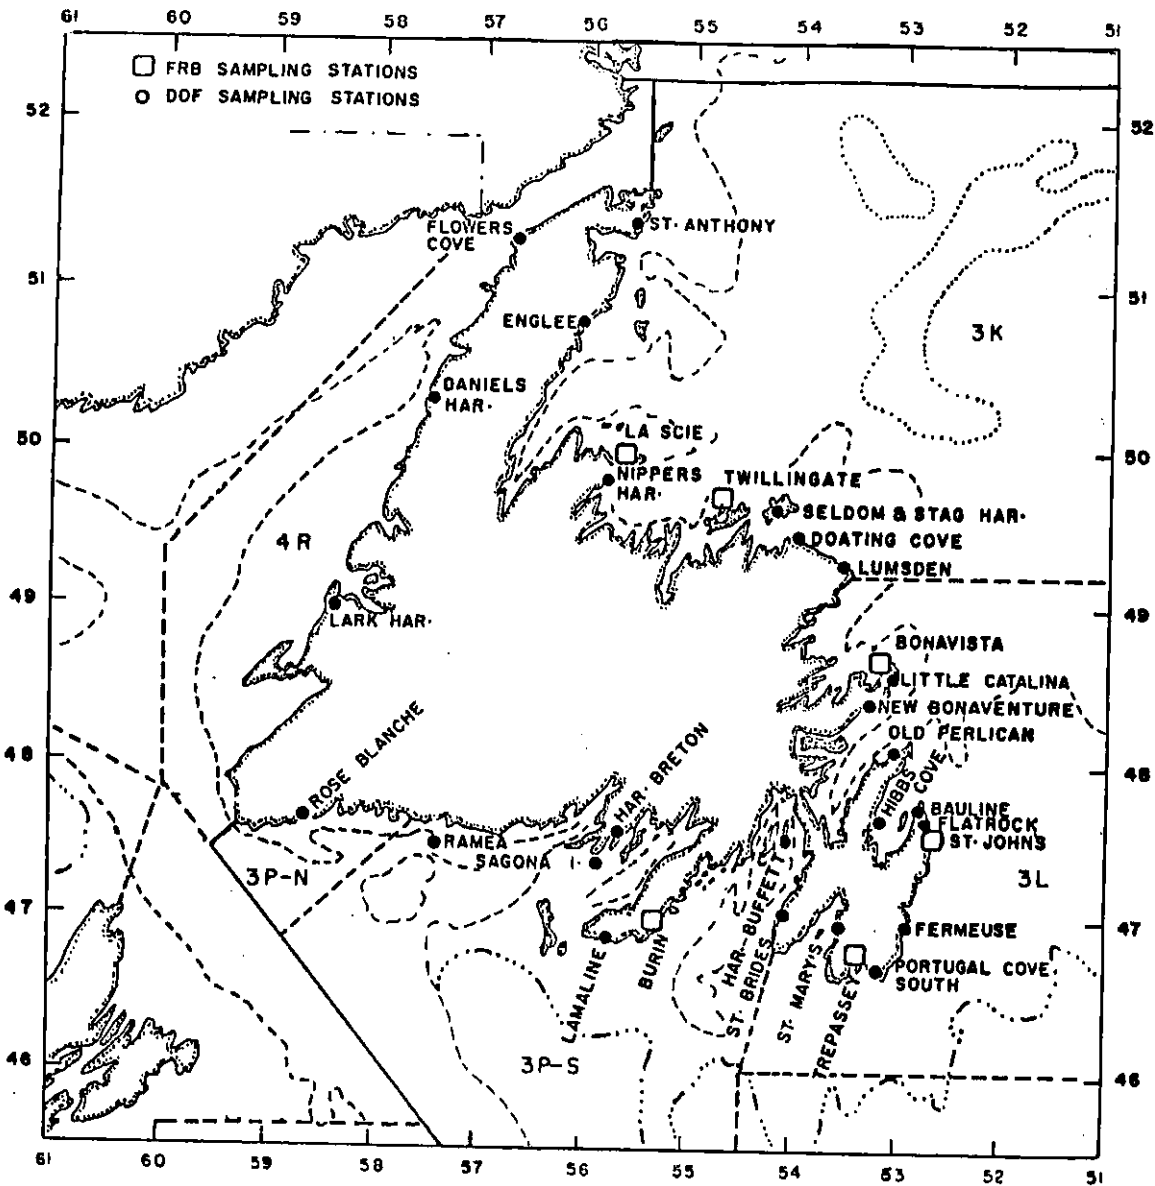 61 60 59 58 57 56 55 54 53 52 51
FRB SAMPLING STATIONS
DOF SAMPLING STATIONS
52 52
FLOWERS
COVE
ST. ANTHONY
51 51
ENGLEE
3K
DANIELS
HAR.
50 50
LA SCIE
NIPPERS
HAR.
TWILLINGATE
SELDOM & STAG HAR.
DOATING COVE
LUMSDEN
4R
49 49
LARK HAR.
BONAVISTA
LITTLE CATALINA
NEW BONAVENTURE
OLD PERLICAN
48 48
ROSE BLANCHE
HAR. BRETON
HIBBS COVE
BAULINE
FLATROCK
ST. JOHNS
RAMEA
SAGONA I.
3P-N
3L
47 47
LAMALINE
BURIN
HAR. BUFFETT
ST. BRIDES
ST. MARY'S
TREPASSEY
FERMEUSE
PORTUGAL COVE
SOUTH
46 46
3P-S
61 60 59 58 57 56 55 54 53 52 51